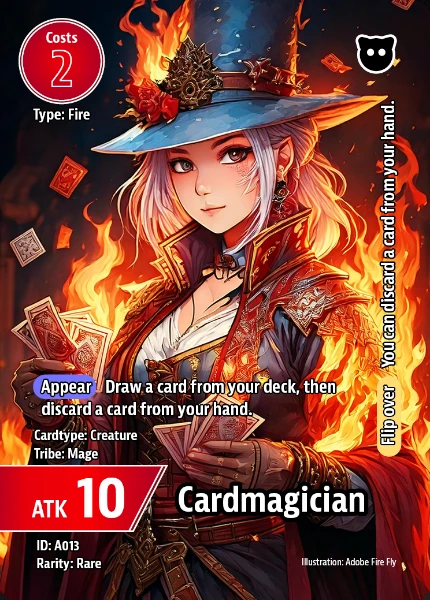 Costs
2
Type: Fire
Flip over You can discard a card from your hand.
Appear Draw a card from your deck, then
discard a card from your hand.
Cardtype: Creature
Tribe: Mage
ATK 10
Cardmagician
ID: A013
Rarity: Rare
Illustration: Adobe Fire Fly